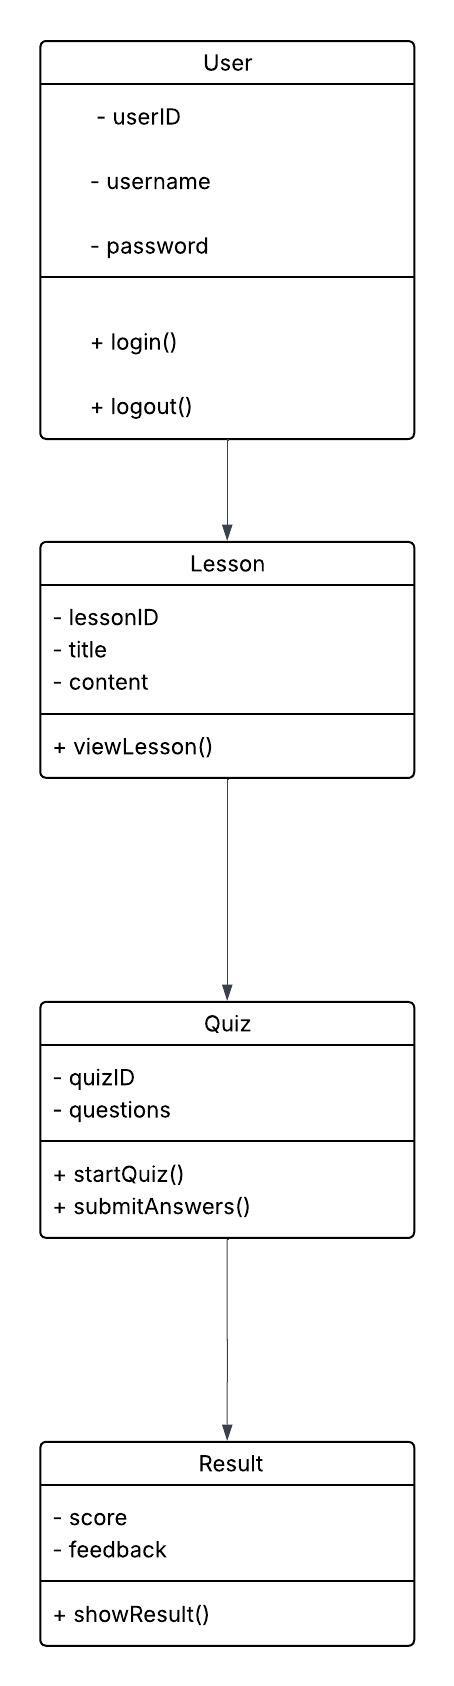 User
- userID
- username
- password
+ login()
+ logout()
Lesson
- lessonID
- title
- content
+ viewLesson()
Quiz
- quizID
- questions
+ startQuiz()
+ submitAnswers()
Result
- score
- feedback
+ showResult()